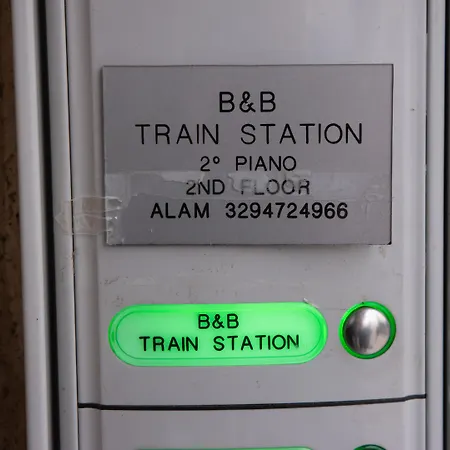 B&B
TRAIN STATION
2° PIANO
2ND FLOOR
ALAM 3294724966
B&B
TRAIN STATION